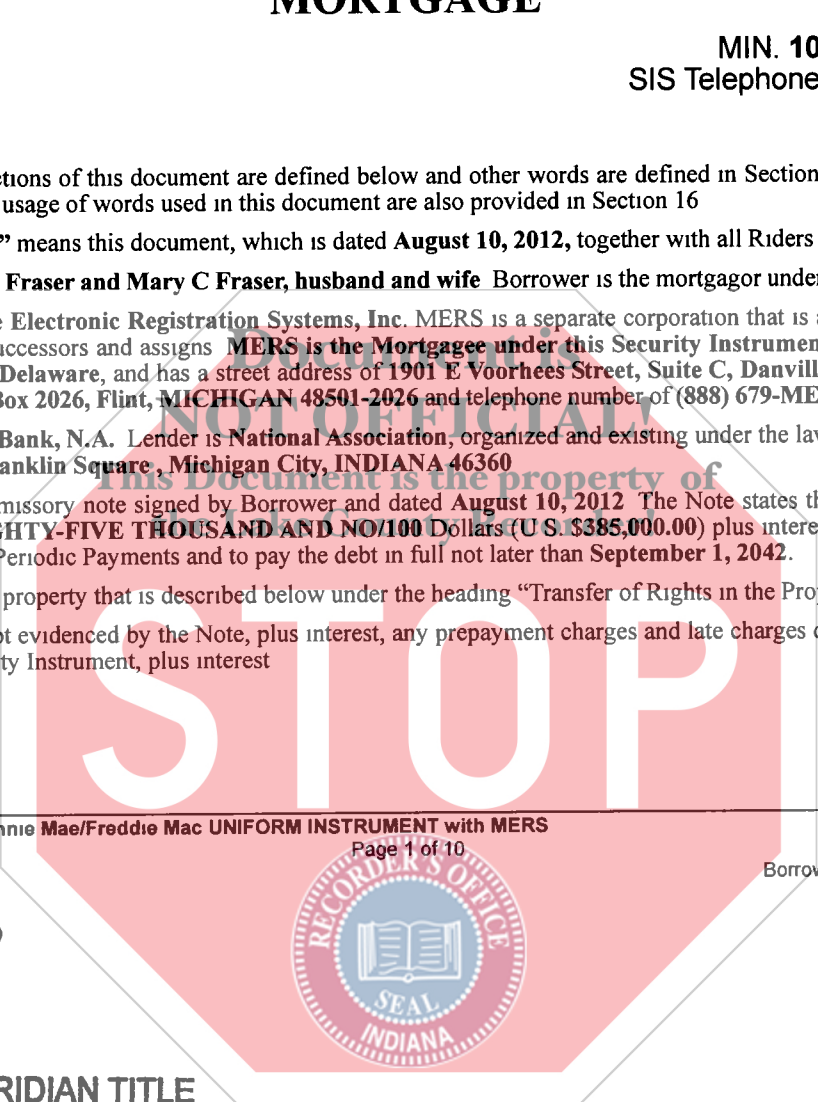 MORTGAGE
MIN. 10
SIS Telephone
ctions of this document are defined below and other words are defined in Section
usage of words used in this document are also provided in Section 16
” means this document, which is dated August 10, 2012, together with all Riders
Fraser and Mary C Fraser, husband and wife Borrower is the mortgagor under
e Electronic Registration Systems, Inc. MERS is a separate corporation that is a
uccessors and assigns MERS is the Mortgagee under this Security Instrumen
Delaware, and has a street address of 1901 E Voorhees Street, Suite C, Danvill
Box 2026, Flint, MICHIGAN 48501-2026 and telephone number of (888) 679-ME
Bank, N.A. Lender is National Association, organized and existing under the law
anklin Square , Michigan City, INDIANA 46360
missory note signed by Borrower and dated August 10, 2012 The Note states th
GHTY-FIVE THOUSAND AND NO/100 Dollars (U S. $385,000.00) plus intere
Periodic Payments and to pay the debt in full not later than September 1, 2042.
property that is described below under the heading “Transfer of Rights in the Prop
bt evidenced by the Note, plus interest, any prepayment charges and late charges d
ty Instrument, plus interest
Document is
NOT OFFICIAL!
This Document is the property of
the Lake County Recorder!
STOP
nnie Mae/Freddie Mac UNIFORM INSTRUMENT with MERS
Page 1 of 10
Borrow
RECORDER'S OFFICE
SEAL
INDIANA
RIDIAN TITLE